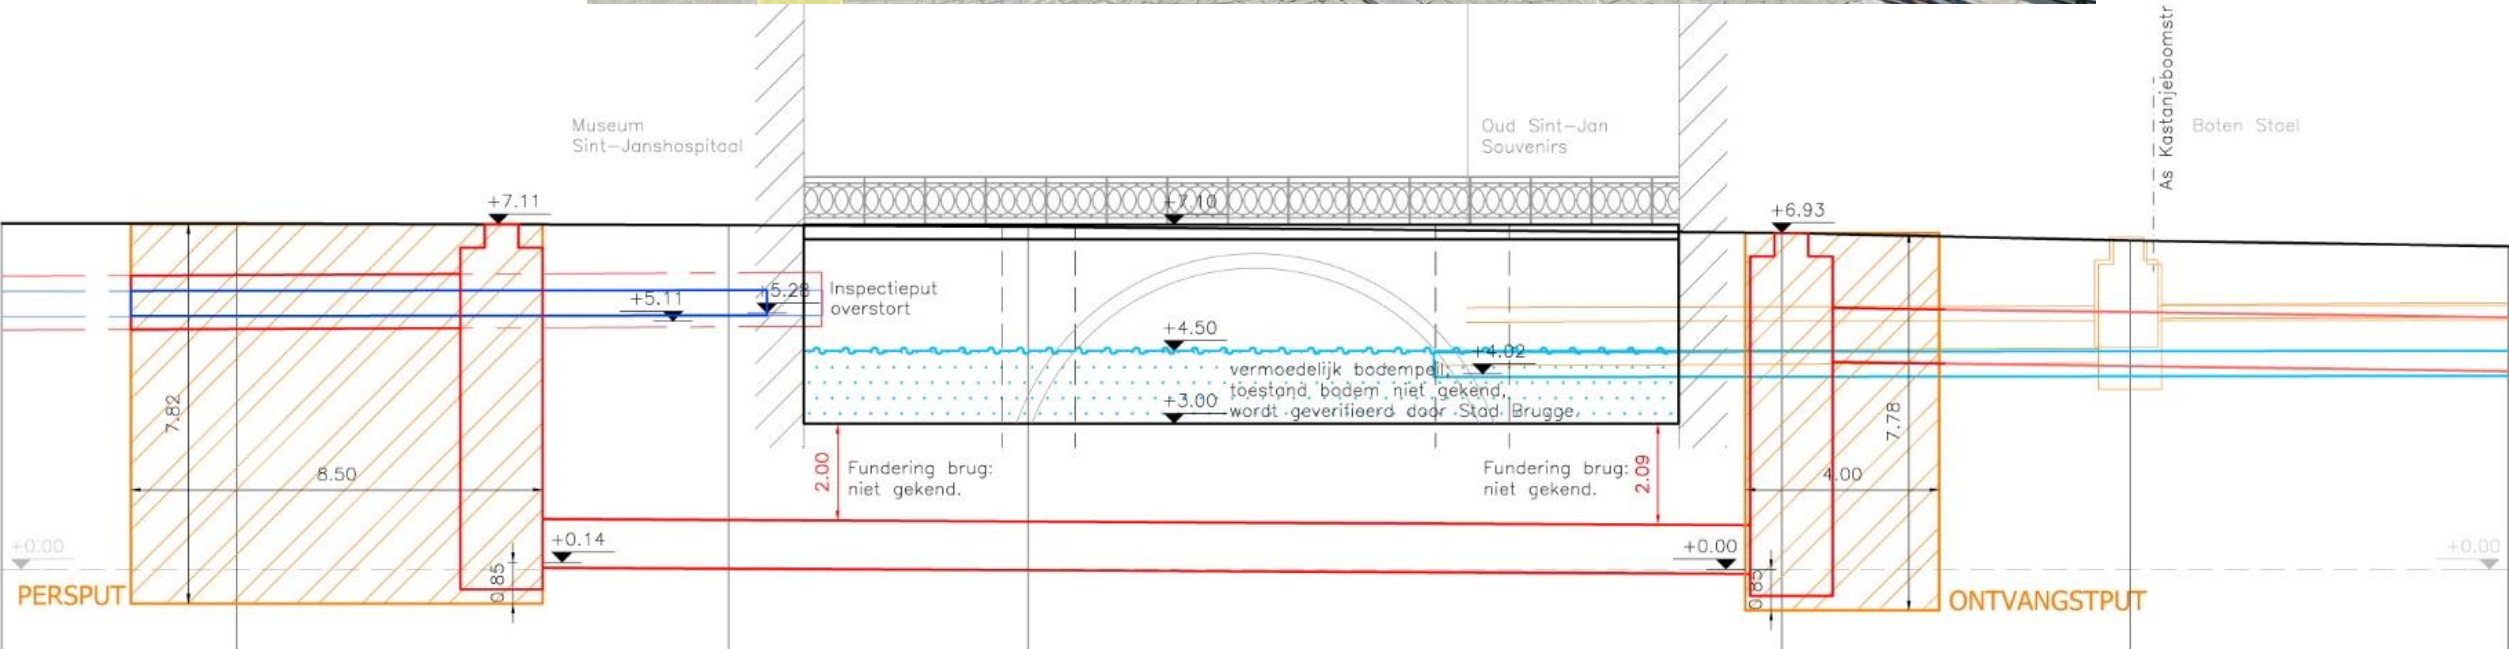 As Kastanjeboomstr
Museum
Sint-Janshospitaal
Oud Sint-Jan
Souvenirs
Boten Stael
+7.11
+7.10
+6.93
+5.11
+5.28
Inspectieput
overstort
+4.50
+4.02
vermoedelijk bodempeil,
toestand bodem niet gekend,
wordt geverifieerd door Stad Brugge.
+3.00
7.82
7.78
8.50
2.00
Fundering brug:
niet gekend.
Fundering brug:
niet gekend.
2.09
4.00
+0.00
+0.14
+0.00
+0.00
0.85
0.85
PERSPUT
ONTVANGSTPUT